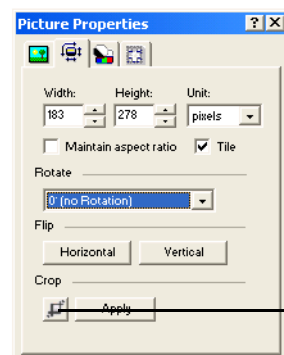 Picture Properties
Width: Height: Unit:
183 278 pixels
Maintain aspect ratio Tile
Rotate
0° (no Rotation)
Flip
Horizontal Vertical
Crop
Apply